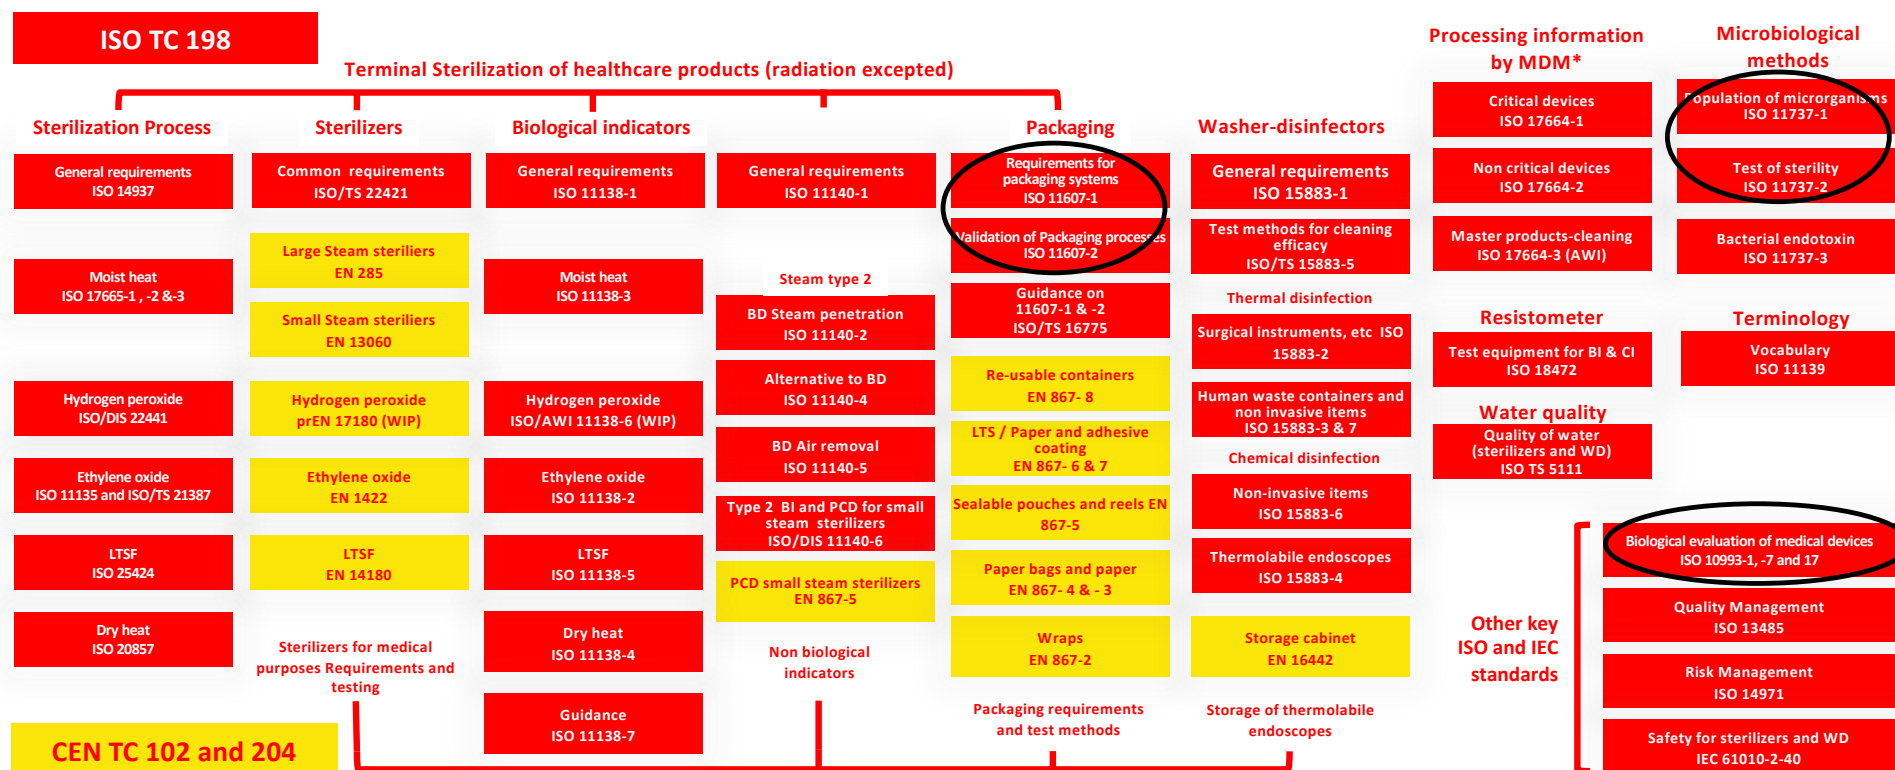 ISO TC 198
Terminal Sterilization of healthcare products (radiation excepted)
Sterilization Process
General requirements
ISO 14937
Moist heat
ISO 17665-1 , -2 &-3
Hydrogen peroxide
ISO/DIS 22441
Ethylene oxide
ISO 11135 and ISO/TS 21387
LTSF
ISO 25424
Dry heat
ISO 20857
Sterilizers
Common requirements
ISO/TS 22421
Large Steam steriliers
EN 285
Small Steam steriliers
EN 13060
Hydrogen peroxide
prEN 17180 (WIP)
Ethylene oxide
EN 1422
LTSF
EN 14180
Sterilizers for medical
purposes Requirements and
testing
Biological indicators
General requirements
ISO 11138-1
Moist heat
ISO 11138-3
Hydrogen peroxide
ISO/AWI 11138-6 (WIP)
Ethylene oxide
ISO 11138-2
LTSF
ISO 11138-5
Dry heat
ISO 11138-4
Guidance
ISO 11138-7
General requirements
ISO 11140-1
Steam type 2
BD Steam penetration
ISO 11140-2
Alternative to BD
ISO 11140-4
BD Air removal
ISO 11140-5
Type 2 BI and PCD for small
steam sterilizers
ISO/DIS 11140-6
PCD small steam sterilizers
EN 867-5
Non biological
indicators
Packaging
Requirements for
packaging systems
ISO 11607-1
Validation of Packaging processes
ISO 11607-2
Guidance on
11607-1 & -2
ISO/TS 16775
Re-usable containers
EN 867- 8
LTS / Paper and adhesive
coating
EN 867- 6 & 7
Sealable pouches and reels EN
867-5
Paper bags and paper
EN 867- 4 & - 3
Wraps
EN 867-2
Packaging requirements
and test methods
Washer-disinfectors
General requirements
ISO 15883-1
Test methods for cleaning
efficacy
ISO/TS 15883-5
Thermal disinfection
Surgical instruments, etc ISO
15883-2
Human waste containers and
non invasive items
ISO 15883-3 & 7
Chemical disinfection
Non-invasive items
ISO 15883-6
Thermolabile endoscopes
ISO 15883-4
Storage cabinet
EN 16442
Storage of thermolabile
endoscopes
Processing information
by MDM*
Critical devices
ISO 17664-1
Non critical devices
ISO 17664-2
Master products-cleaning
ISO 17664-3 (AWI)
Resistometer
Test equipment for BI & CI
ISO 18472
Water quality
Quality of water
(sterilizers and WD)
ISO TS 5111
Microbiological
methods
Population of microrganisms
ISO 11737-1
Test of sterility
ISO 11737-2
Bacterial endotoxin
ISO 11737-3
Terminology
Vocabulary
ISO 11139
Other key
ISO and IEC
standards
Biological evaluation of medical devices
ISO 10993-1, -7 and 17
Quality Management
ISO 13485
Risk Management
ISO 14971
Safety for sterilizers and WD
IEC 61010-2-40
CEN TC 102 and 204